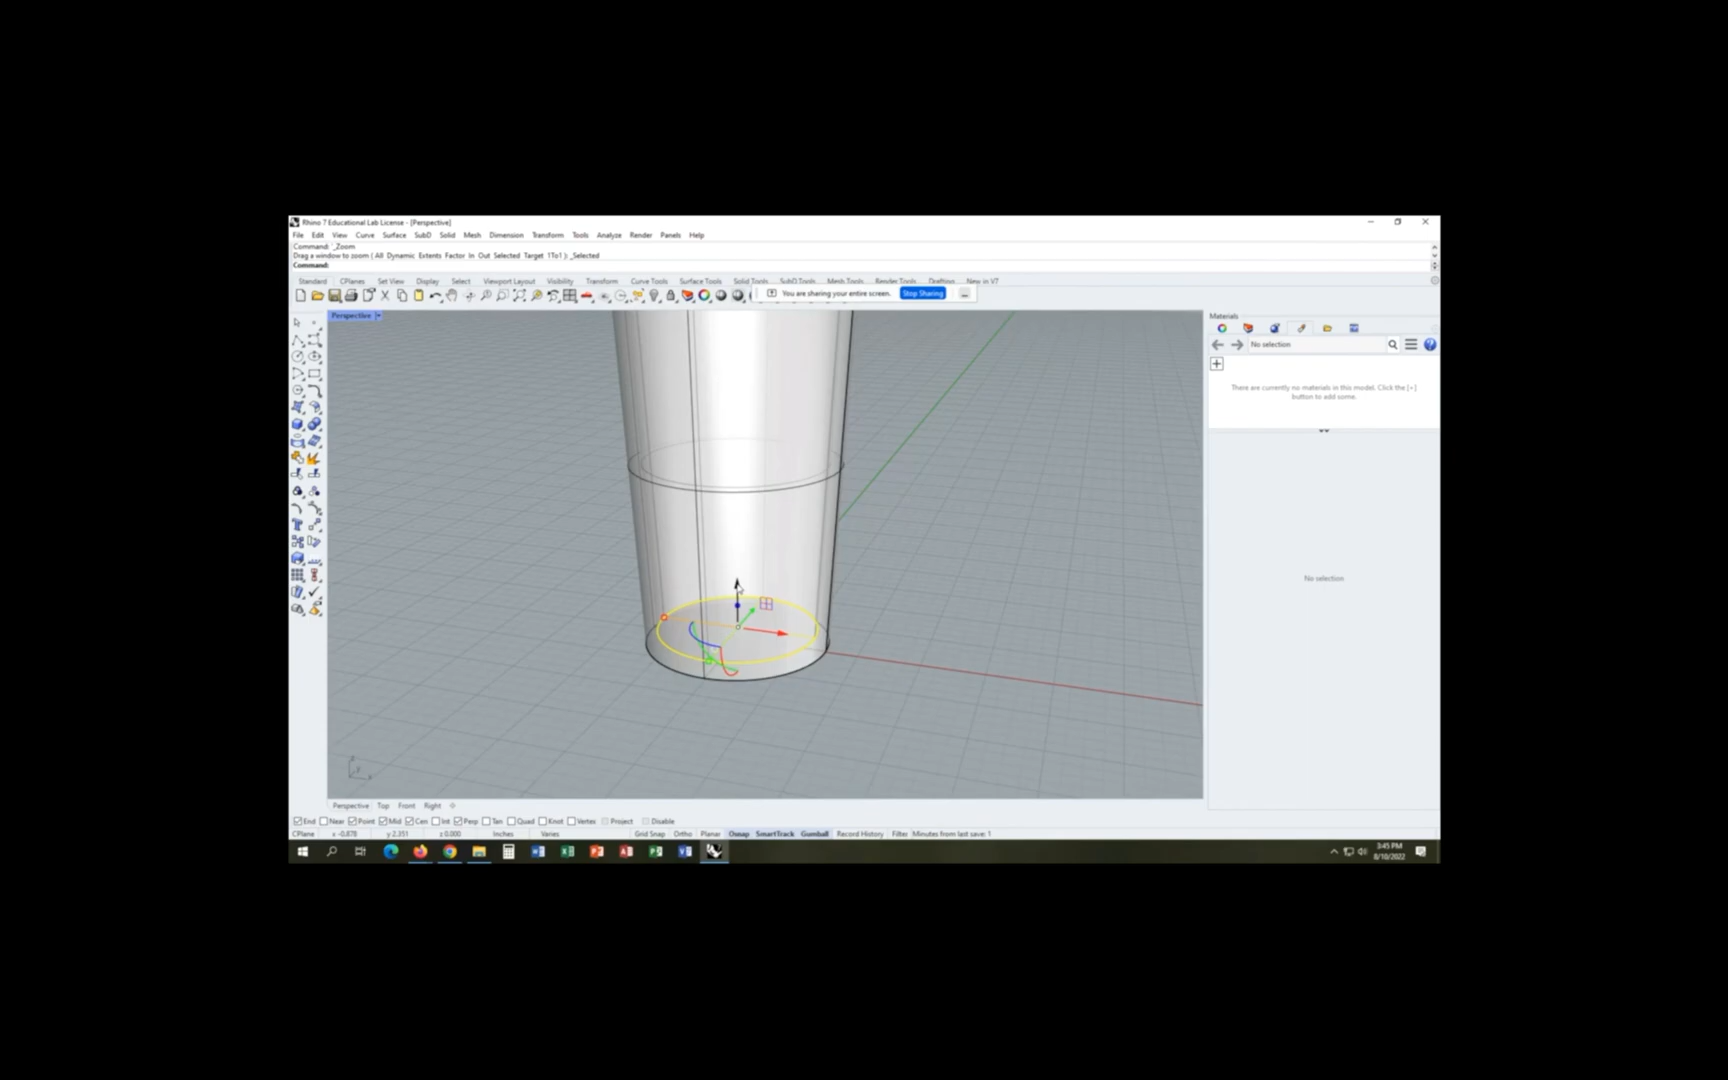 Rhino 7 Educational Lab License - [Perspective]
File Edit View Curve Surface SubD Solid Mesh Dimension Transform Tools Analyze Render Panels Help
Command: '_Zoom
Drag a window to zoom ( All Dynamic Extents Factor In Out Selected Target 1To1 ): _Selected
Command:
Standard CPlanes Set View Display Select Viewport Layout Visibility Transform Curve Tools Surface Tools Solid Tools SubD Tools Mesh Tools Render Tools Drafting New in V7
You are sharing your entire screen. Stop Sharing
Perspective
Materials
No selection
There are currently no materials in this model. Click the [+]
button to add some.
No selection
Perspective Top Front Right
End Near Point Mid Cen Int Perp Tan Quad Knot Vertex Project Disable
CPlane x -0.878 y 2.351 z 0.000 Inches Varies Grid Snap Ortho Planar Osnap SmartTrack Gumball Record History Filter Minutes from last save: 1
3:45 PM
8/10/2022